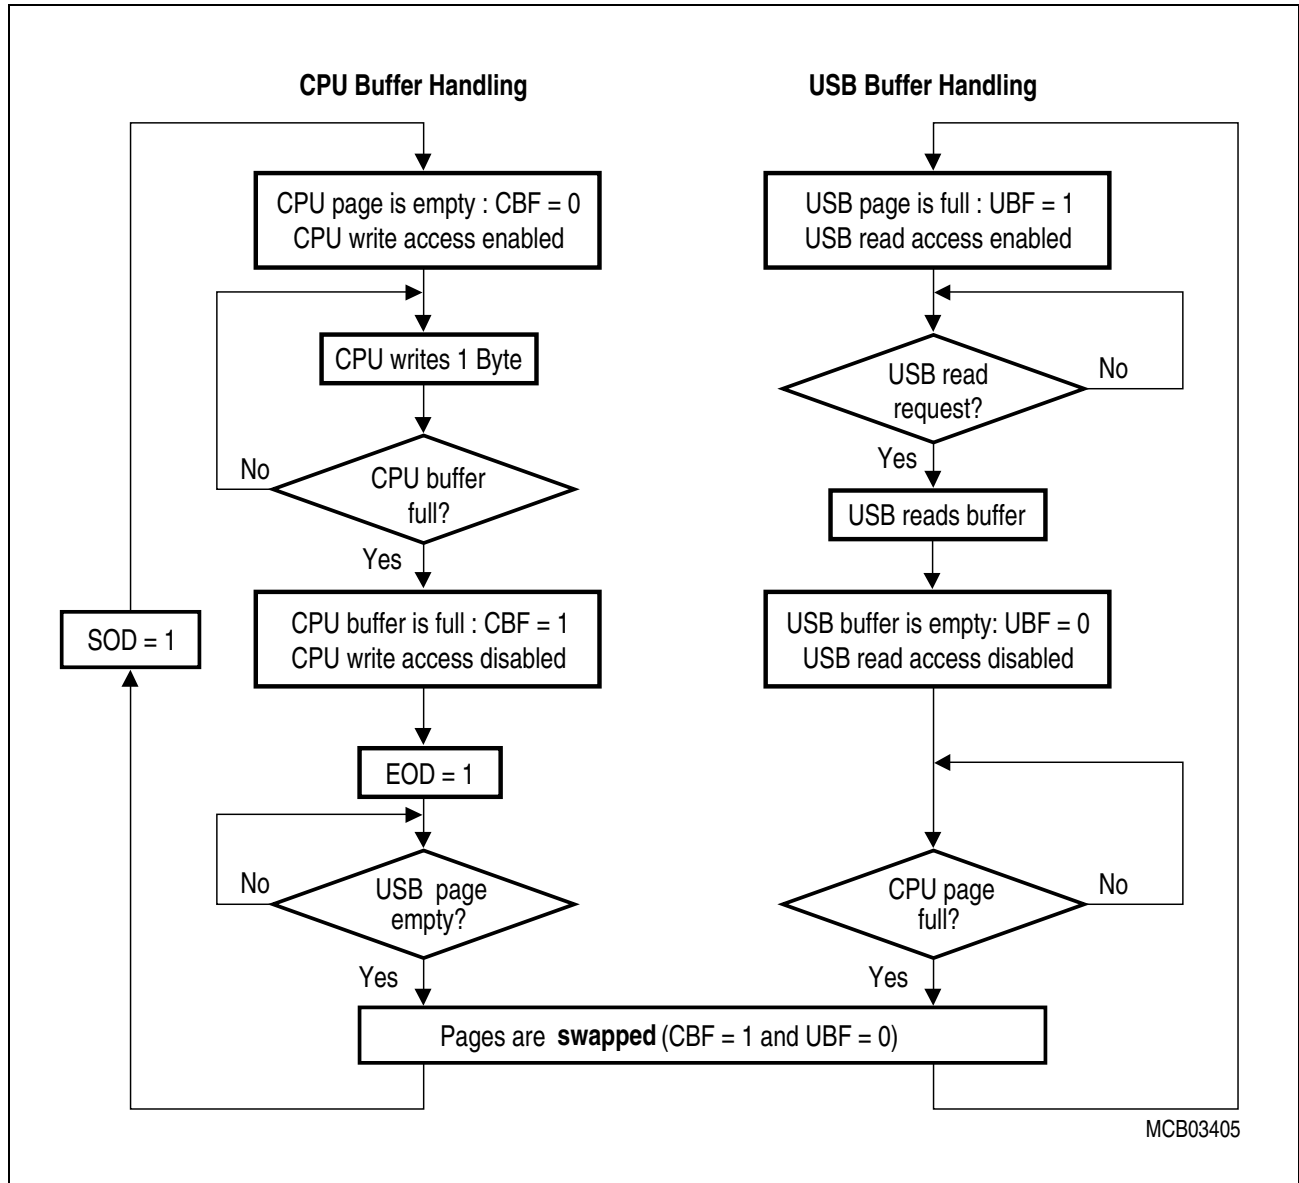 CPU Buffer Handling
CPU page is empty : CBF = 0
CPU write access enabled
CPU writes 1 Byte
CPU buffer
full?
No
Yes
CPU buffer is full : CBF = 1
CPU write access disabled
SOD = 1
EOD = 1
USB page
empty?
No
Yes
USB Buffer Handling
USB page is full : UBF = 1
USB read access enabled
USB read
request?
No
Yes
USB reads buffer
USB buffer is empty: UBF = 0
USB read access disabled
CPU page
full?
No
Yes
Pages are swapped (CBF = 1 and UBF = 0)
MCB03405